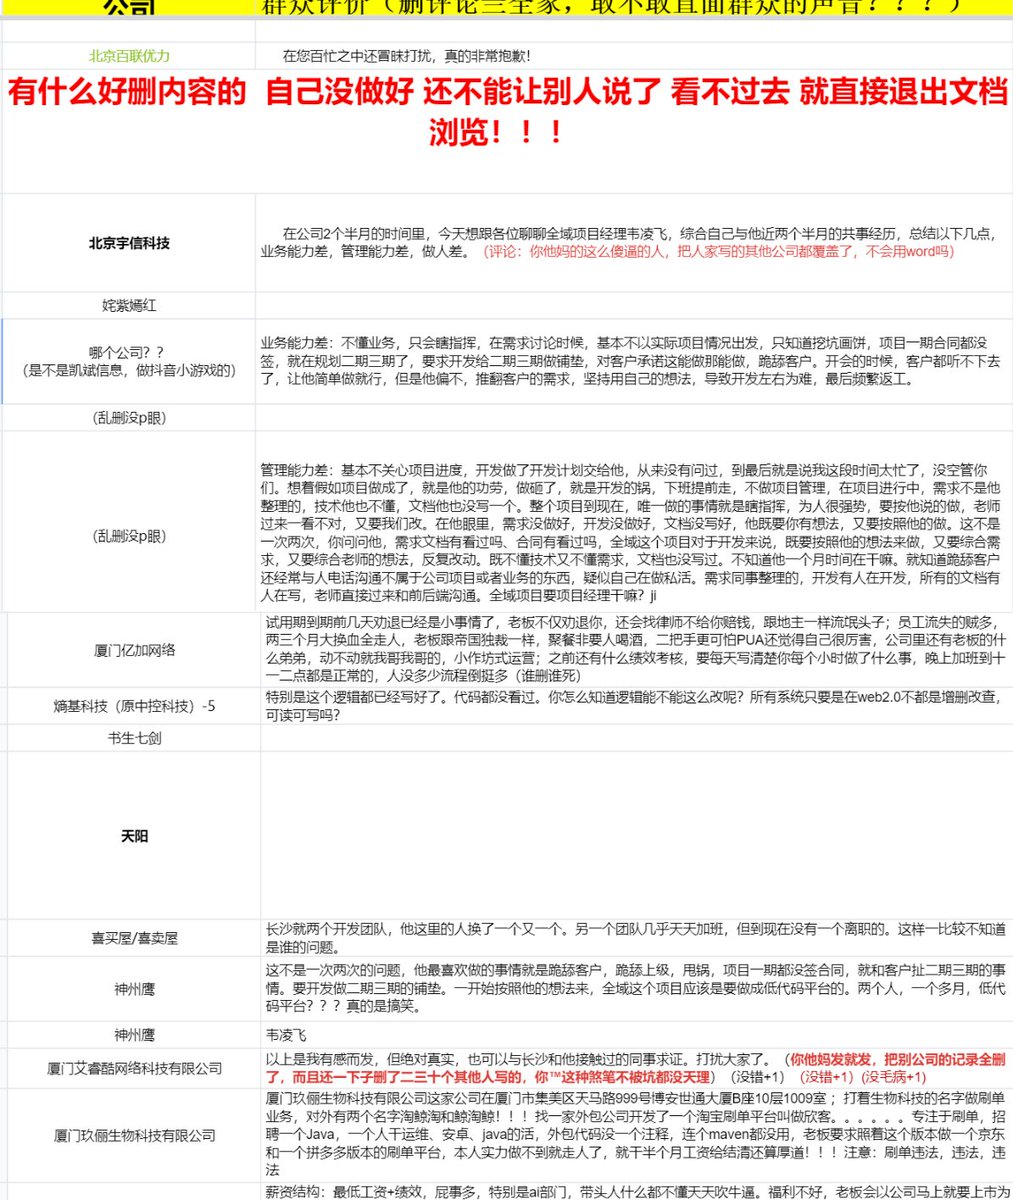 公司 群众评价（删评论三全家，敢不敢直面群众的声音？？？）
北京百联优力 在您百忙之中还冒昧打扰，真的非常抱歉！
有什么好删内容的 自己没做好 还不能让别人说了 看不过去 就直接退出文档
浏览！！！
北京宇信科技
在公司2个半月的时间里，今天想跟各位聊聊全域项目经理韦凌飞，综合自己与他近两个半月的共事经历，总结以下几点，
业务能力差，管理能力差，做人差。（评论：你他妈的这么傻逼的人，把人家写的其他公司都覆盖了，不会用word吗）
姹紫嫣红
哪个公司？？
（是不是凯斌信息，做抖音小游戏的）
业务能力差：不懂业务，只会瞎指挥，在需求讨论时候，基本不以实际项目情况出发，只知道挖坑画饼，项目一期合同都没
签，就在规划二期三期了，要求开发给二期三期做铺垫，对客户承诺这能做那能做，跪舔客户。开会的时候，客户都听不下去
了，让他简单做就行，但是他偏不，推翻客户的需求，坚持用自己的想法，导致开发左右为难，最后频繁返工。
（乱删没p眼）
（乱删没p眼）
管理能力差：基本不关心项目进度，开发做了开发计划交给他，从来没有问过，到最后就是说我这段时间太忙了，没空管你
们。想着假如项目做成了，就是他的功劳，做砸了，就是开发的锅，下班提前走，不做项目管理，在项目进行中，需求不是他
整理的，技术他也不懂，文档他也没写一个。整个项目到现在，唯一做的事情就是瞎指挥，为人很强势，要按他说的做，老师
过来一看不对，又要我们改。在他眼里，需求没做好，开发没做好，文档没写好，他既要你有想法，又要按照他的做。这不是
一次两次，你问问他，需求文档有看过吗、合同有看过吗，全域这个项目对于开发来说，既要按照他的想法来做，又要综合需
求，又要综合老师的想法，反复改动。既不懂技术又不懂需求，文档也没写过。不知道他一个月时间在干嘛。就知道跪舔客户
还经常与人电话沟通不属于公司项目或者业务的东西，疑似自己在做私活。需求同事整理的，开发有人在开发，所有的文档有
人在写，老师直接过来和前后端沟通。全域项目要项目经理干嘛？ji
厦门亿加网络
试用期到期前几天劝退已经是小事情了，老板不仅劝退你，还会找律师不给你赔钱，跟地主一样流氓头子；员工流失的贼多，
两三个月大换血全走人，老板跟帝国独裁一样，聚餐非要人喝酒，二把手更可怕PUA还觉得自己很厉害，公司里还有老板的什
么弟弟，动不动就我哥我哥的，小作坊式运营；之前还有什么绩效考核，要每天写清楚你每个小时做了什么事，晚上加班到十
一二点都是正常的，人没多少流程倒挺多（谁删谁死）
熵基科技（原中控科技）-5
特别是这个逻辑都已经写好了。代码都没看过。你怎么知道逻辑能不能这么改呢？所有系统只要是在web2.0不都是增删改查，
可读可写吗？
书生七剑
天阳
喜买屋/喜卖屋
长沙就两个开发团队，他这里的人换了一个又一个。另一个团队几乎天天加班，但到现在没有一个离职的。这样一比较不知道
是谁的问题。
神州鹰
这不是一次两次的问题，他最喜欢做的事情就是跪舔客户，跪舔上级，甩锅，项目一期都没签合同，就和客户扯二期三期的事
情。要开发做二期三期的铺垫。一开始按照他的想法来，全域这个项目应该是要做成低代码平台的。两个人，一个多月，低代
码平台？？？真的是搞笑。
神州鹰 韦凌飞
厦门艾睿酷网络科技有限公司
以上是我有感而发，但绝对真实，也可以与长沙和他接触过的同事求证。打扰大家了。（你他妈发就发，把别公司的记录全删
了，而且还一下子删了二三十个其他人写的，你™这种煞笔不被坑都没天理）（没错+1）（没错+1）(没毛病+1)
厦门玖俪生物科技有限公司
厦门玖俪生物科技有限公司这家公司在厦门市集美区天马路999号博安世通大厦B座10层1009室 ；打着生物科技的名字做刷单
业务，对外有两个名字淘鲸淘和鲸淘鲸！！！找一家外包公司开发了一个淘宝刷单平台叫做欣客。。。。。。专注于刷单，招
聘一个Java，一个人干运维、安卓、java的活，外包代码没一个注释，连个maven都没用，老板要求照着这个版本做一个京东
和一个拼多多版本的刷单平台，本人实力做不到就走人了，就干半个月工资给结清还算厚道！！！注意：刷单违法，违法，违
法
薪资结构：最低工资+绩效，屁事多，特别是ai部门，带头人什么都不懂天天吹牛逼。福利不好，老板会以公司马上就要上市为